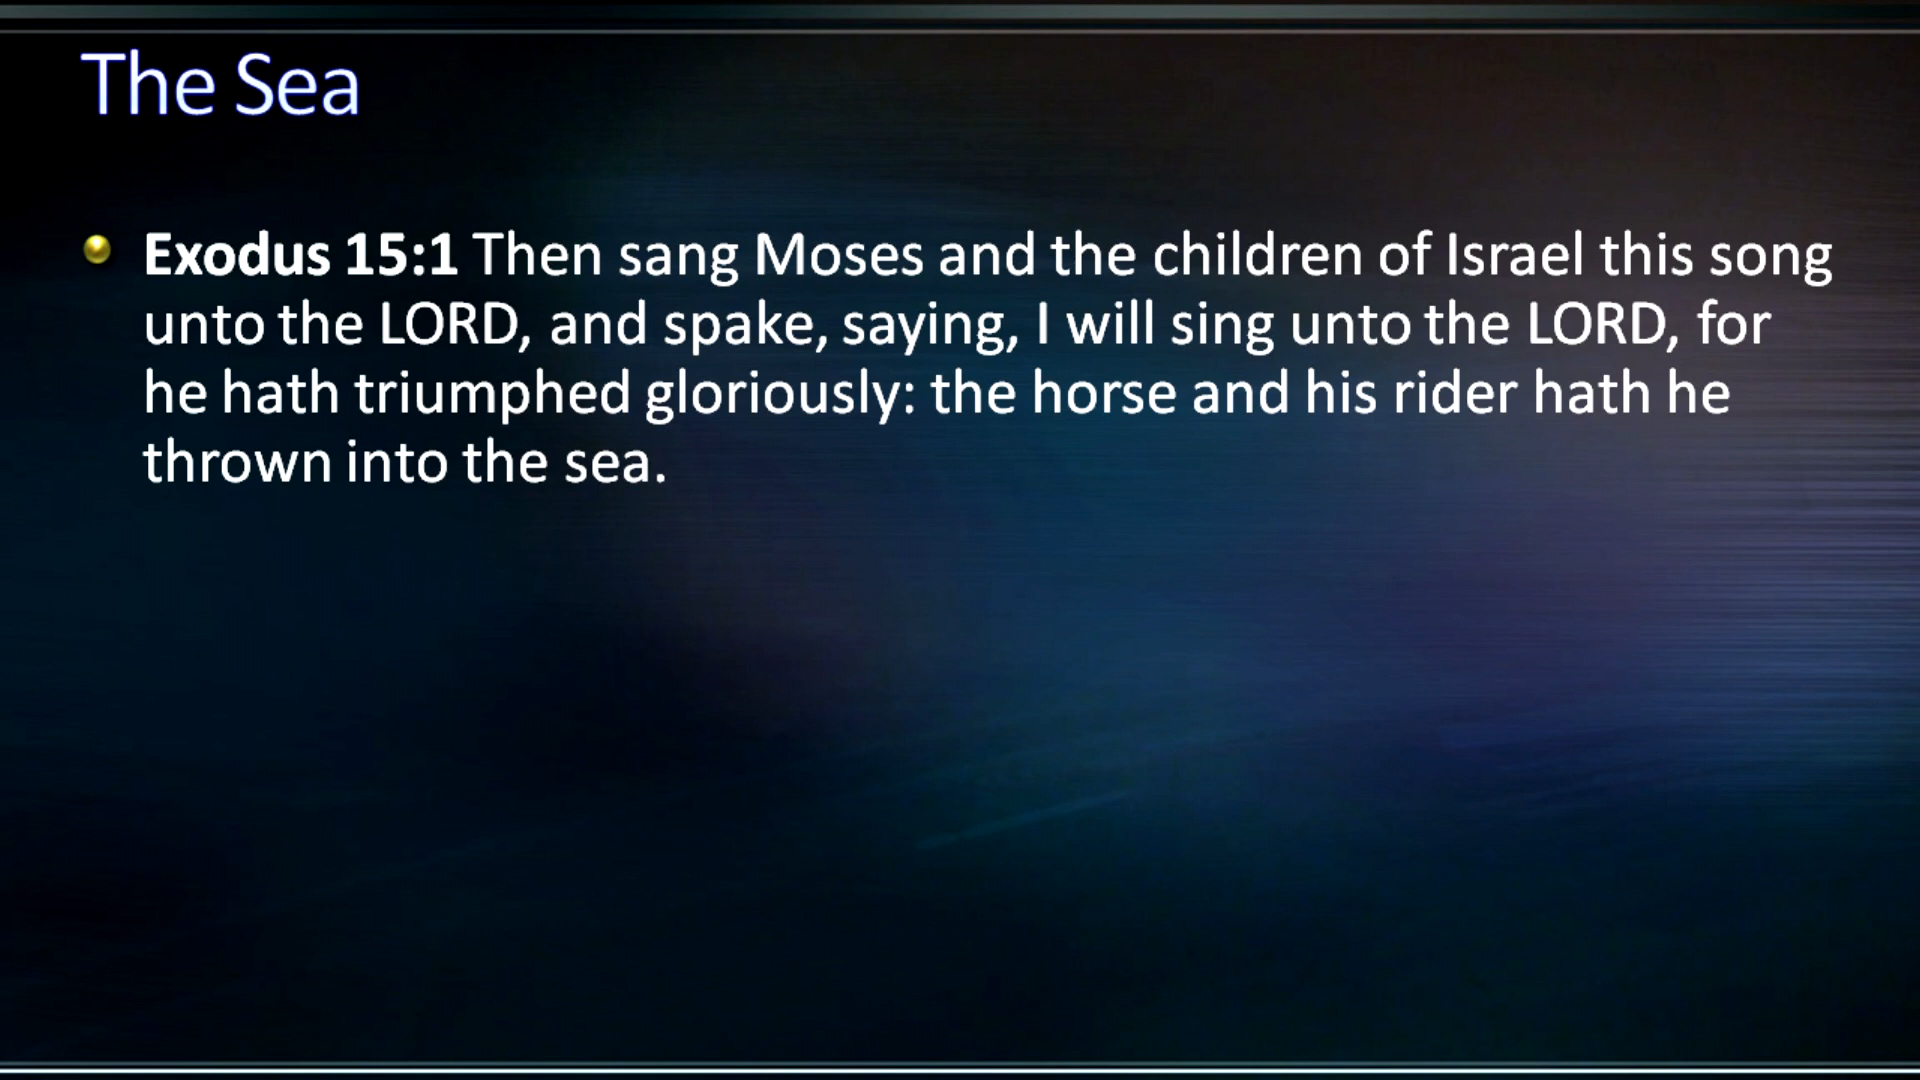 The Sea
Exodus 15:1 Then sang Moses and the children of Israel this song
unto the LORD, and spake, saying, I will sing unto the LORD, for
he hath triumphed gloriously: the horse and his rider hath he
thrown into the sea.